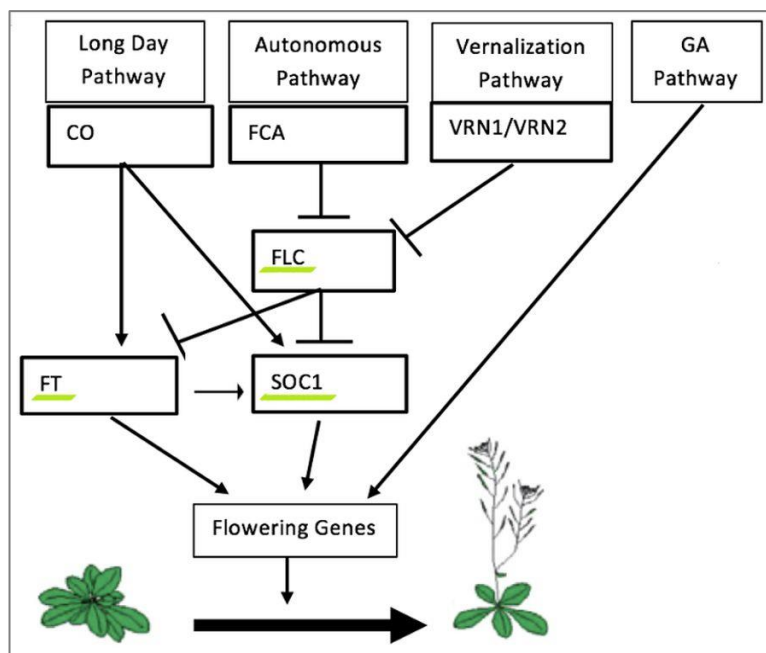 Long Day
Pathway
Autonomous
Pathway
Vernalization
Pathway
GA
Pathway
CO
FCA
VRN1/VRN2
FLC
FT
SOC1
Flowering Genes